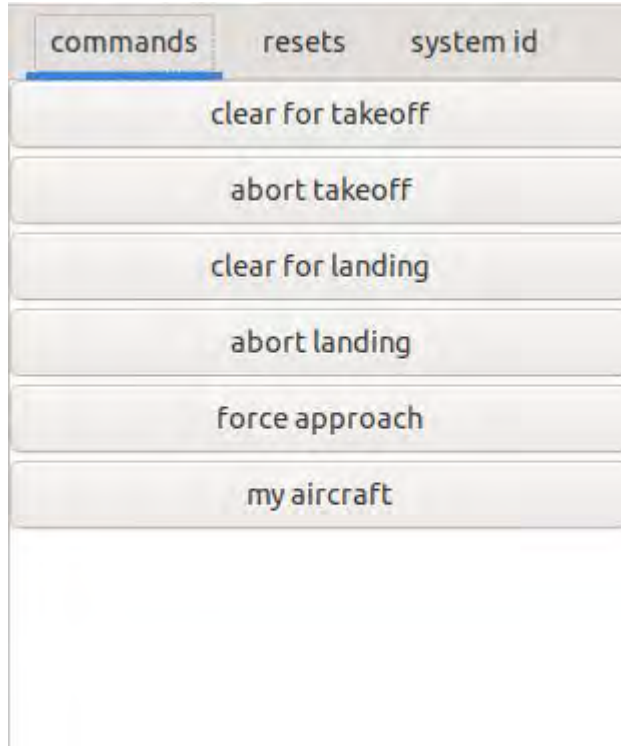 commands resets system id
clear for takeoff
abort takeoff
clear for landing
abort landing
force approach
my aircraft